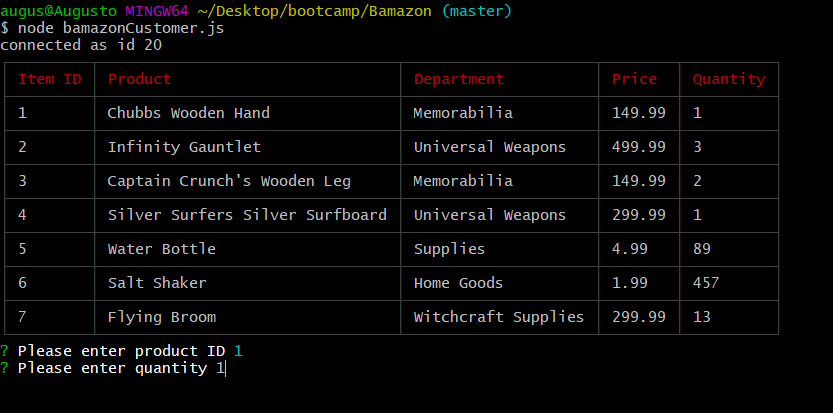 augus@Augusto MINGW64 ~/Desktop/bootcamp/Bamazon (master)
$ node bamazonCustomer.js
connected as id 20
Item ID Product Department Price Quantity
1 Chubbs Wooden Hand Memorabilia 149.99 1
2 Infinity Gauntlet Universal Weapons 499.99 3
3 Captain Crunch's Wooden Leg Memorabilia 149.99 2
4 Silver Surfers Silver Surfboard Universal Weapons 299.99 1
5 Water Bottle Supplies 4.99 89
6 Salt Shaker Home Goods 1.99 457
7 Flying Broom Witchcraft Supplies 299.99 13
? Please enter product ID 1
? Please enter quantity 1